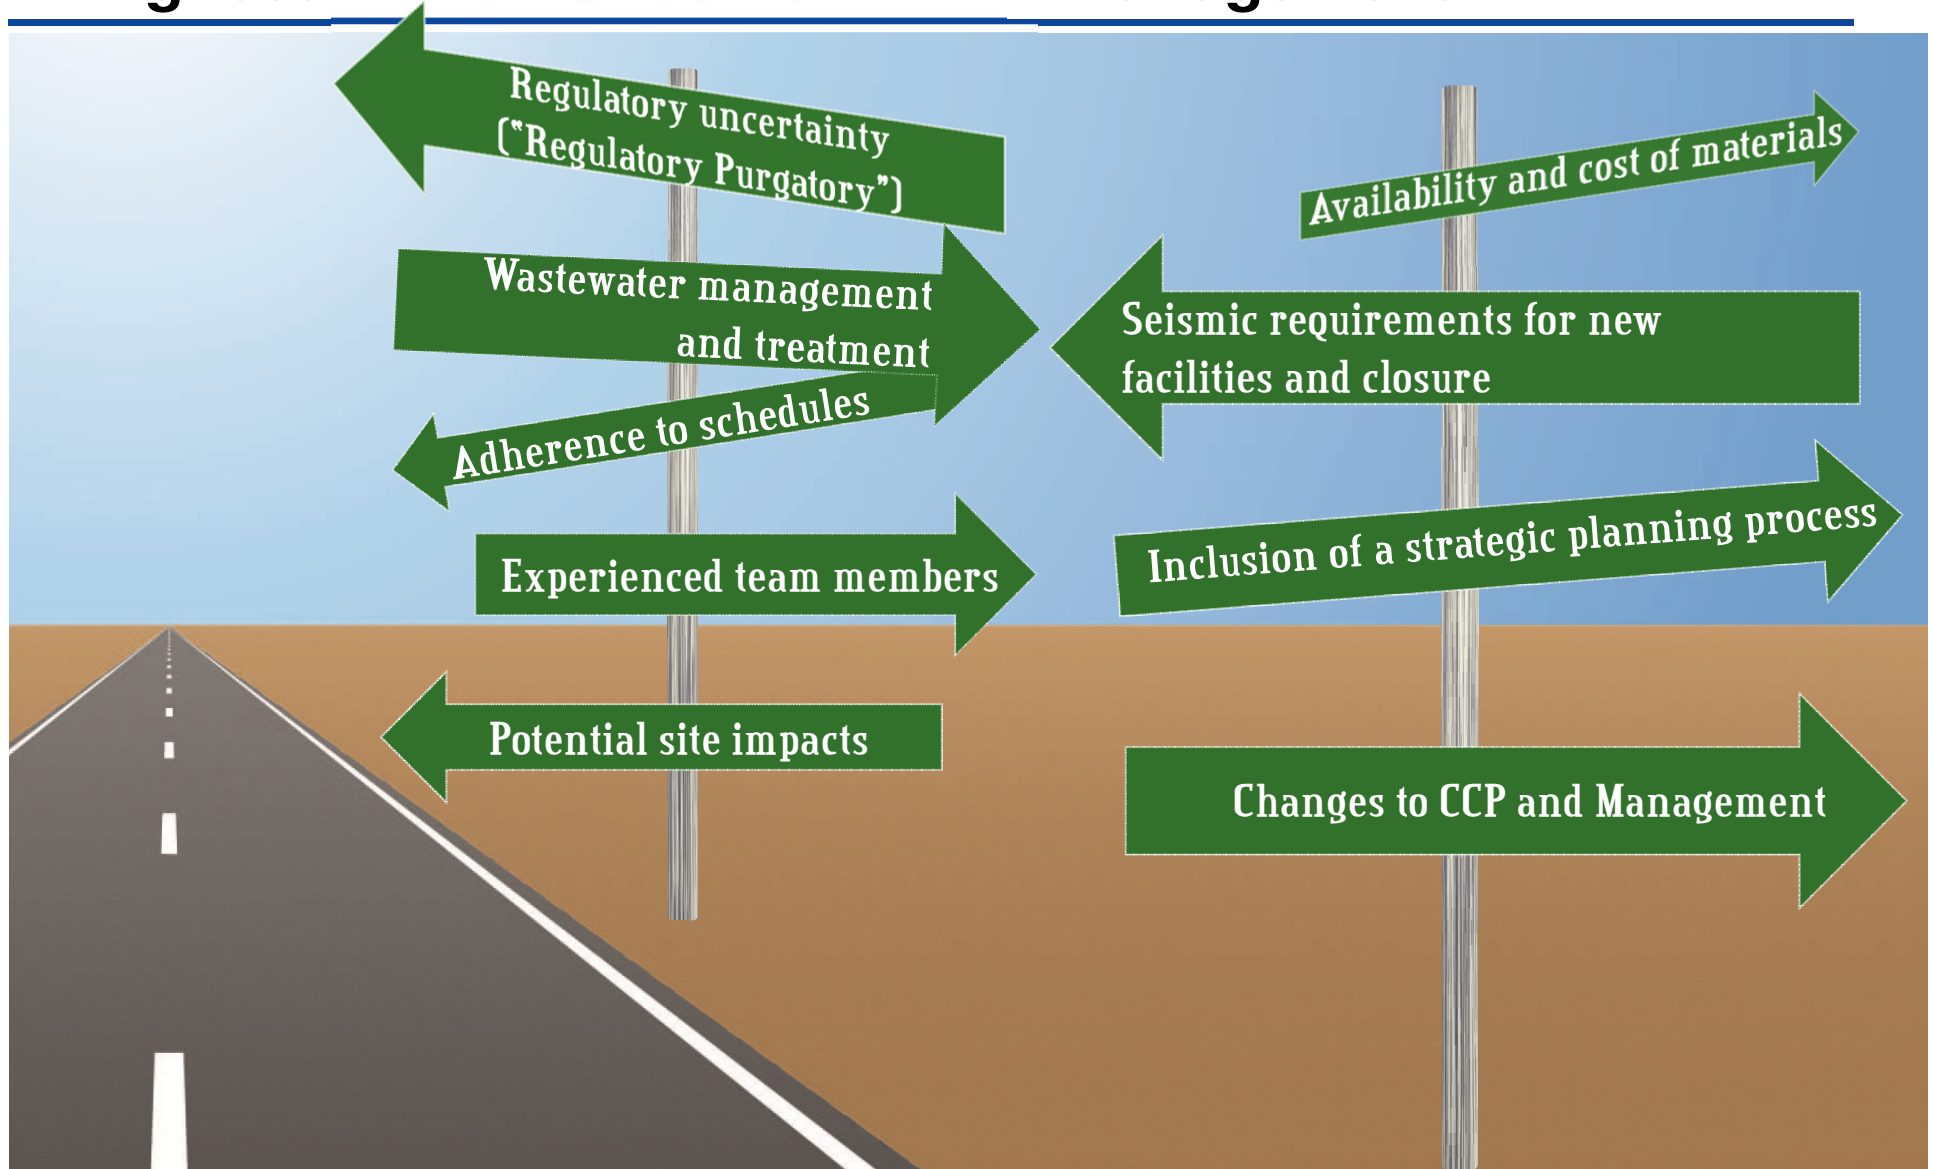 Regulatory uncertainty
("Regulatory Purgatory")
Wastewater management
and treatment
Adherence to schedules
Experienced team members
Potential site impacts
Availability and cost of materials
Seismic requirements for new
facilities and closure
Inclusion of a strategic planning process
Changes to CCP and Management